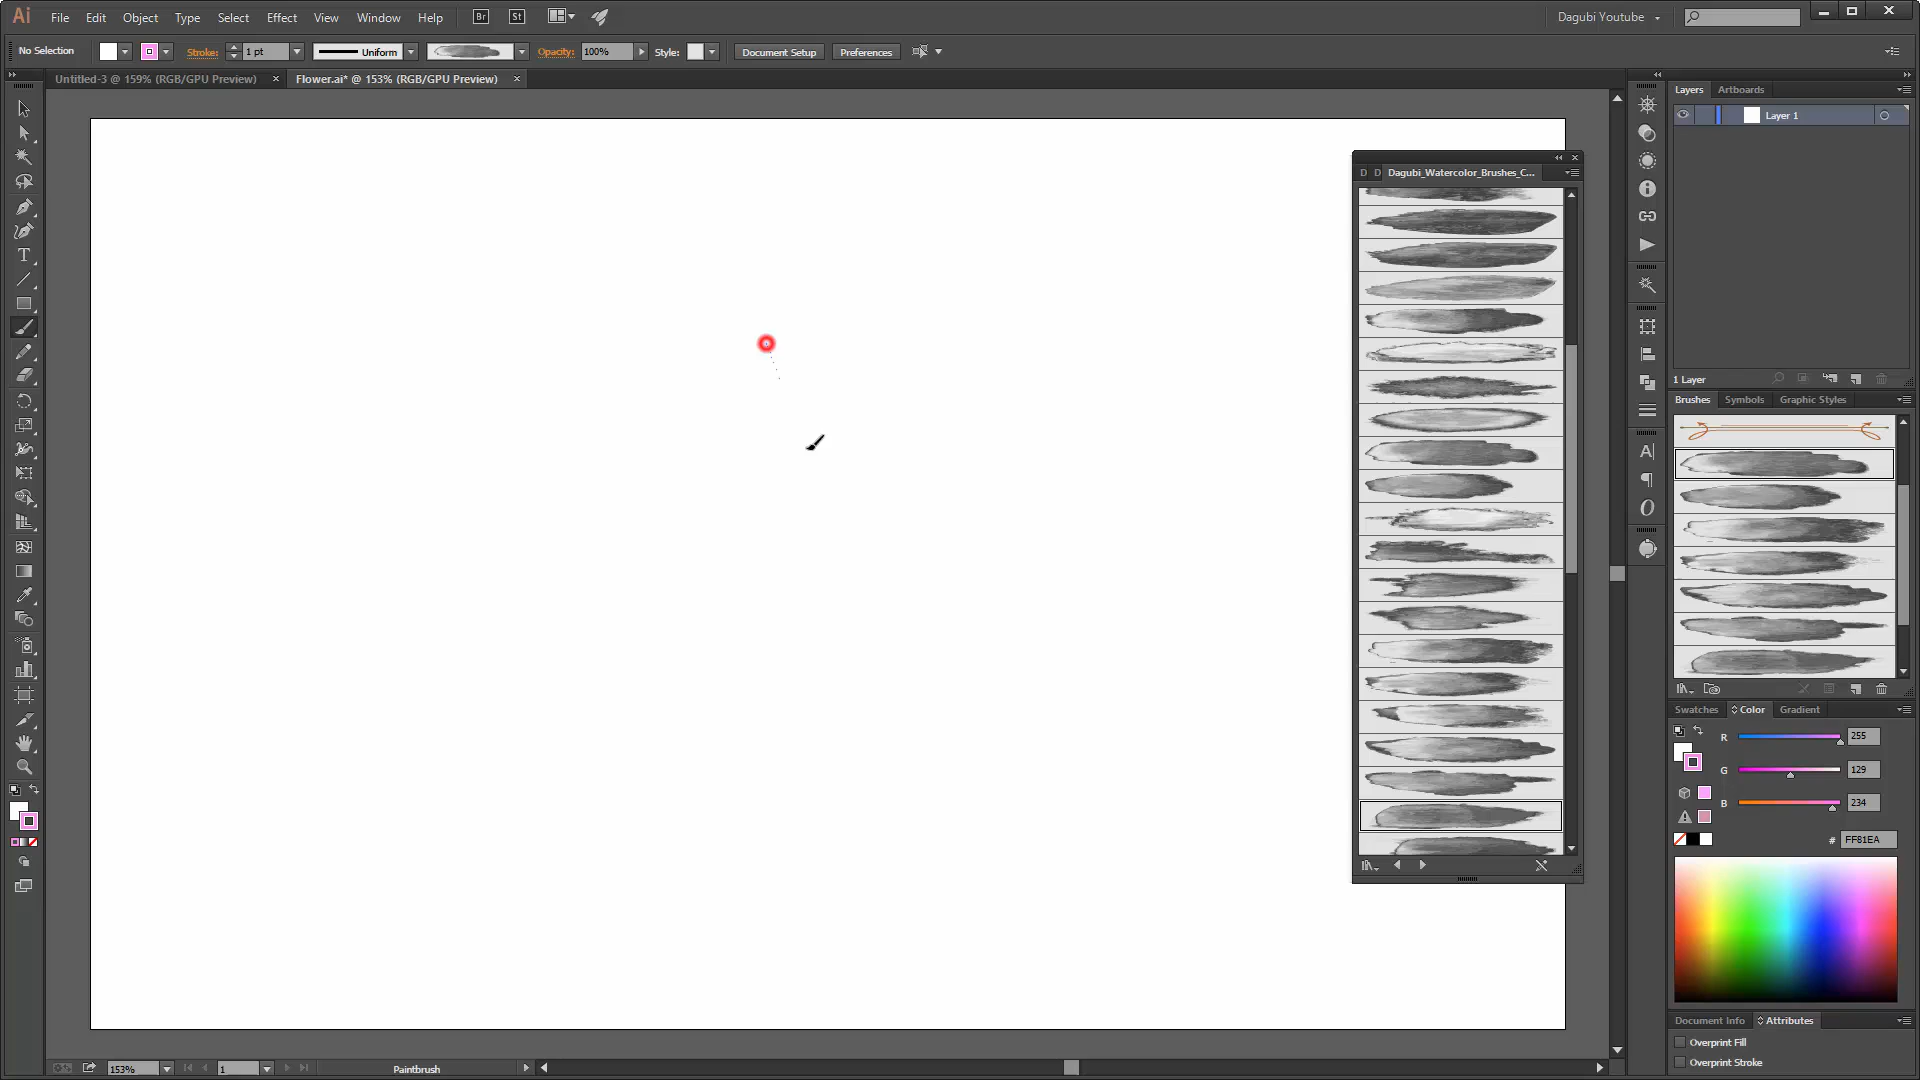 Ai File Edit Object Type Select Effect View Window Help Br St Dagubi Youtube
No Selection Stroke: 1 pt Uniform Opacity: 100% Style: Document Setup Preferences
Untitled-3 @ 159% (RGB/GPU Preview) × Flower.ai* @ 153% (RGB/GPU Preview) ×
Layers Artboards
Layer 1
D D Dagubi_Watercolor_Brushes_C...
1 Layer
Brushes Symbols Graphic Styles
Swatches Color Gradient
R 255
G 129
B 234
# FF81EA
Document Info Attributes
Overprint Fill
Overprint Stroke
153% 1 Paintbrush